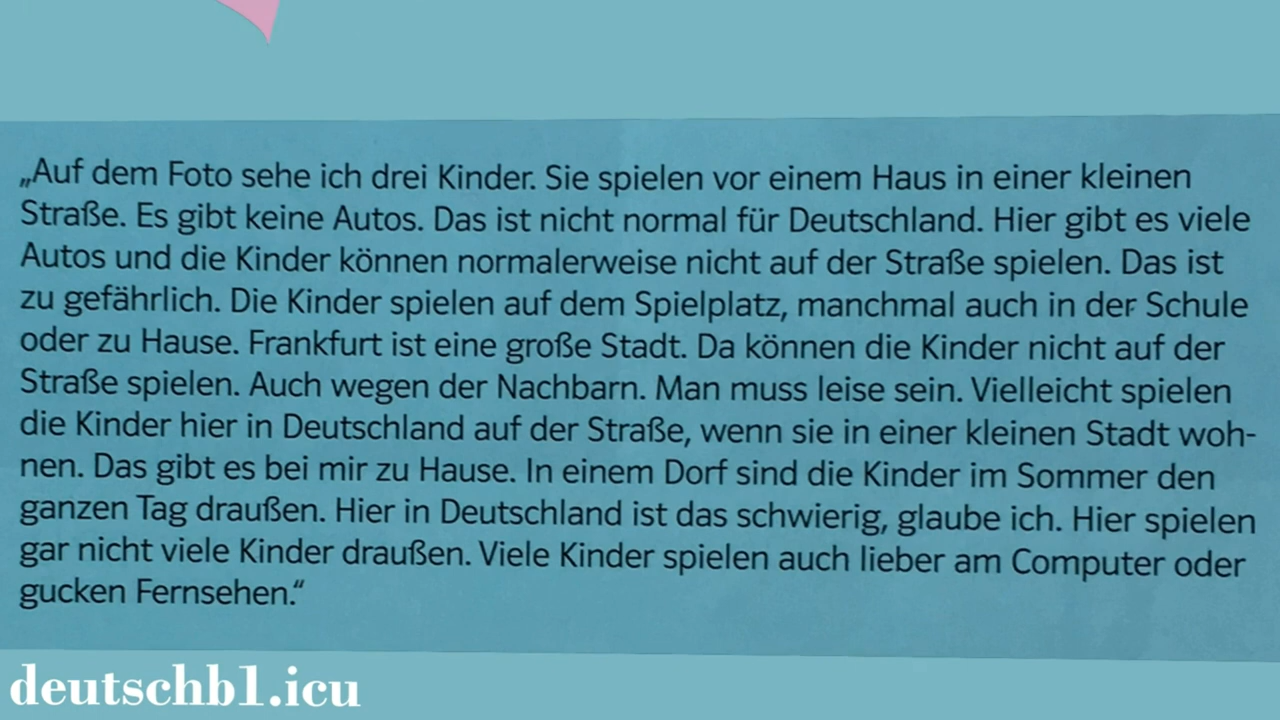 „Auf dem Foto sehe ich drei Kinder. Sie spielen vor einem Haus in einer kleinen
Straße. Es gibt keine Autos. Das ist nicht normal für Deutschland. Hier gibt es viele
Autos und die Kinder können normalerweise nicht auf der Straße spielen. Das ist
zu gefährlich. Die Kinder spielen auf dem Spielplatz, manchmal auch in der Schule
oder zu Hause. Frankfurt ist eine große Stadt. Da können die Kinder nicht auf der
Straße spielen. Auch wegen der Nachbarn. Man muss leise sein. Vielleicht spielen
die Kinder hier in Deutschland auf der Straße, wenn sie in einer kleinen Stadt woh-
nen. Das gibt es bei mir zu Hause. In einem Dorf sind die Kinder im Sommer den
ganzen Tag draußen. Hier in Deutschland ist das schwierig, glaube ich. Hier spielen
gar nicht viele Kinder draußen. Viele Kinder spielen auch lieber am Computer oder
gucken Fernsehen.“
deutschb1.icu